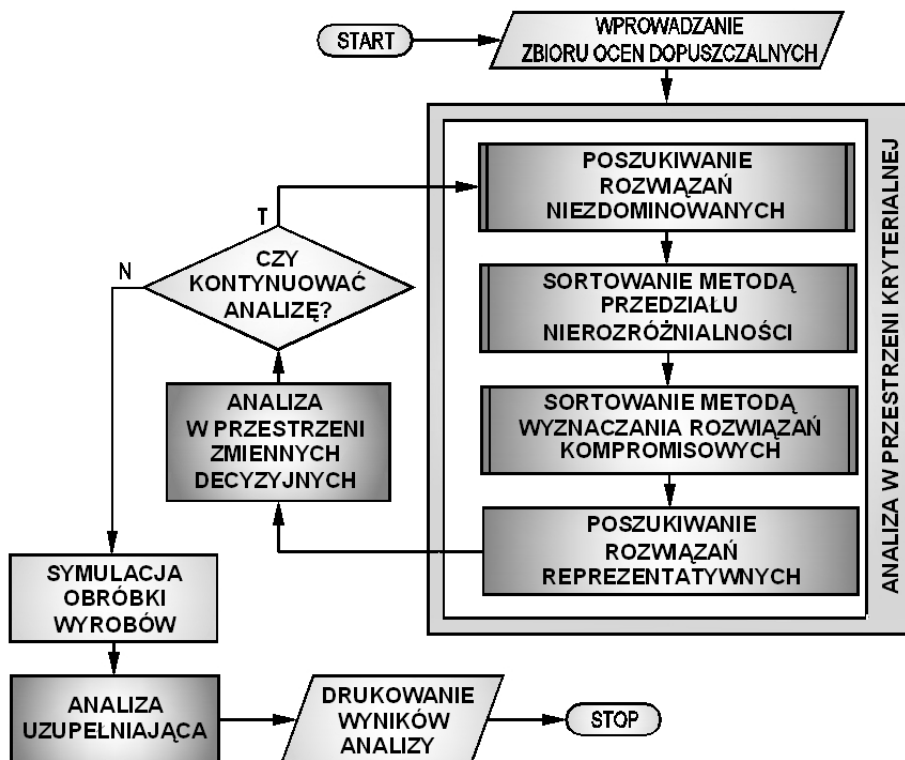 START
WPROWADZANIE
ZBIORU OCEN DOPUSZCZALNYCH
ANALIZA W PRZESTRZENI KRYTERIALNEJ
POSZUKIWANIE
ROZWIĄZAŃ
NIEZDOMINOWANYCH
SORTOWANIE METODĄ
PRZEDZIAŁU
NIEROZRÓŻNIALNOŚCI
SORTOWANIE METODĄ
WYZNACZANIA ROZWIĄZAŃ
KOMPROMISOWYCH
POSZUKIWANIE
ROZWIĄZAŃ
REPREZENTATYWNYCH
ANALIZA
W PRZESTRZENI
ZMIENNYCH
DECYZYJNYCH
CZY
KONTYNUOWAĆ
ANALIZĘ?
T
N
SYMULACJA
OBRÓBKI
WYROBÓW
ANALIZA
UZUPEŁNIAJĄCA
DRUKOWANIE
WYNIKÓW
ANALIZY
STOP